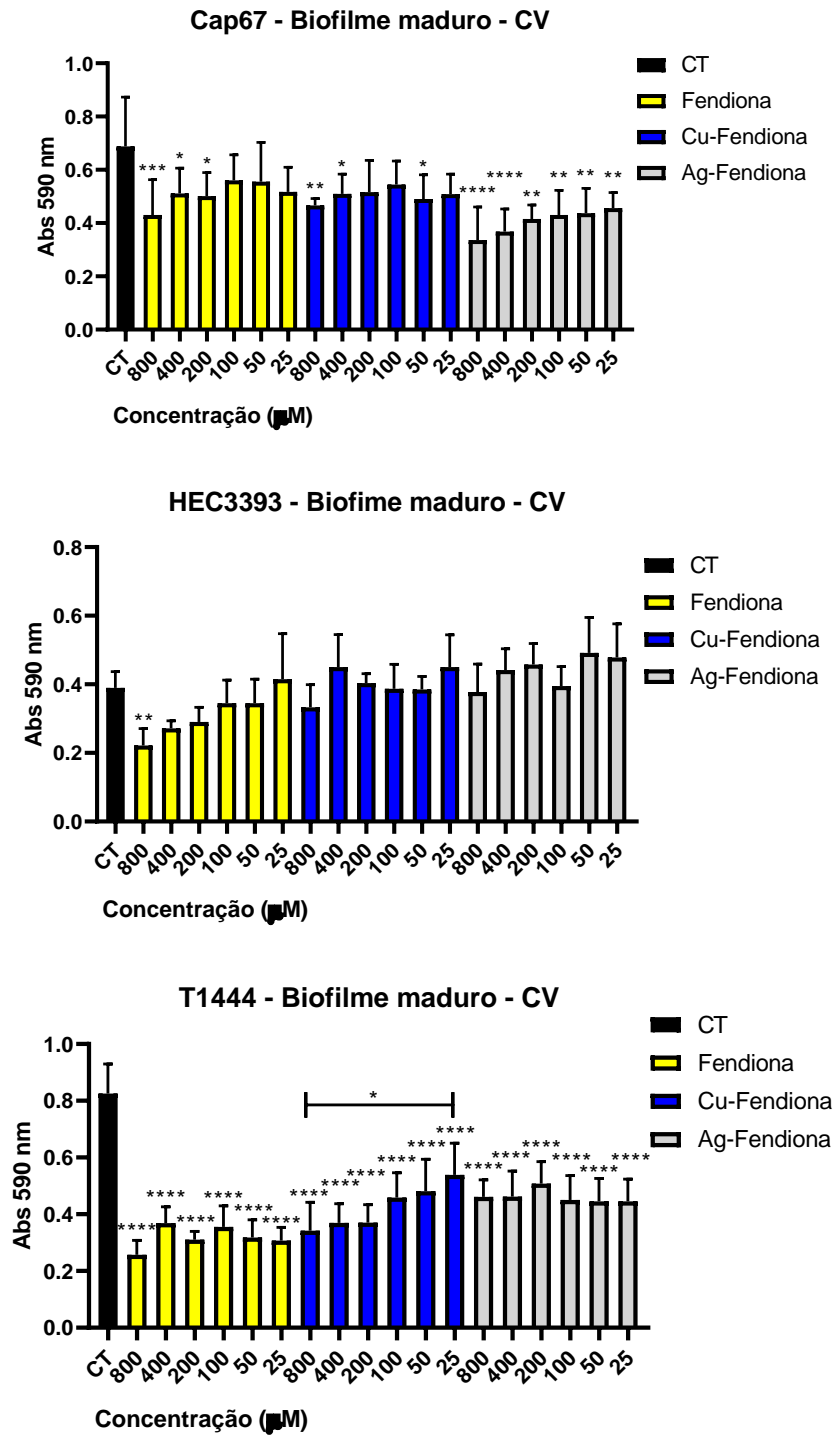 Cap67 - Biofilme maduro - CV
1.0
0.8
0.6
0.4
0.2
0.0
Abs 590 nm
*** * * ** * * **** **** ** ** ** **
CT 800 400 200 100 50 25 800 400 200 100 50 25 800 400 200 100 50 25
Concentração (µM)
CT
Fendiona
Cu-Fendiona
Ag-Fendiona
HEC3393 - Biofime maduro - CV
0.8
0.6
0.4
0.2
0.0
Abs 590 nm
**
CT 800 400 200 100 50 25 800 400 200 100 50 25 800 400 200 100 50 25
Concentração (µM)
CT
Fendiona
Cu-Fendiona
Ag-Fendiona
T1444 - Biofilme maduro - CV
1.0
0.8
0.6
0.4
0.2
0.0
Abs 590 nm
*
**** **** **** **** **** **** **** **** **** **** **** **** **** **** **** **** **** ****
CT 800 400 200 100 50 25 800 400 200 100 50 25 800 400 200 100 50 25
Concentração (µM)
CT
Fendiona
Cu-Fendiona
Ag-Fendiona